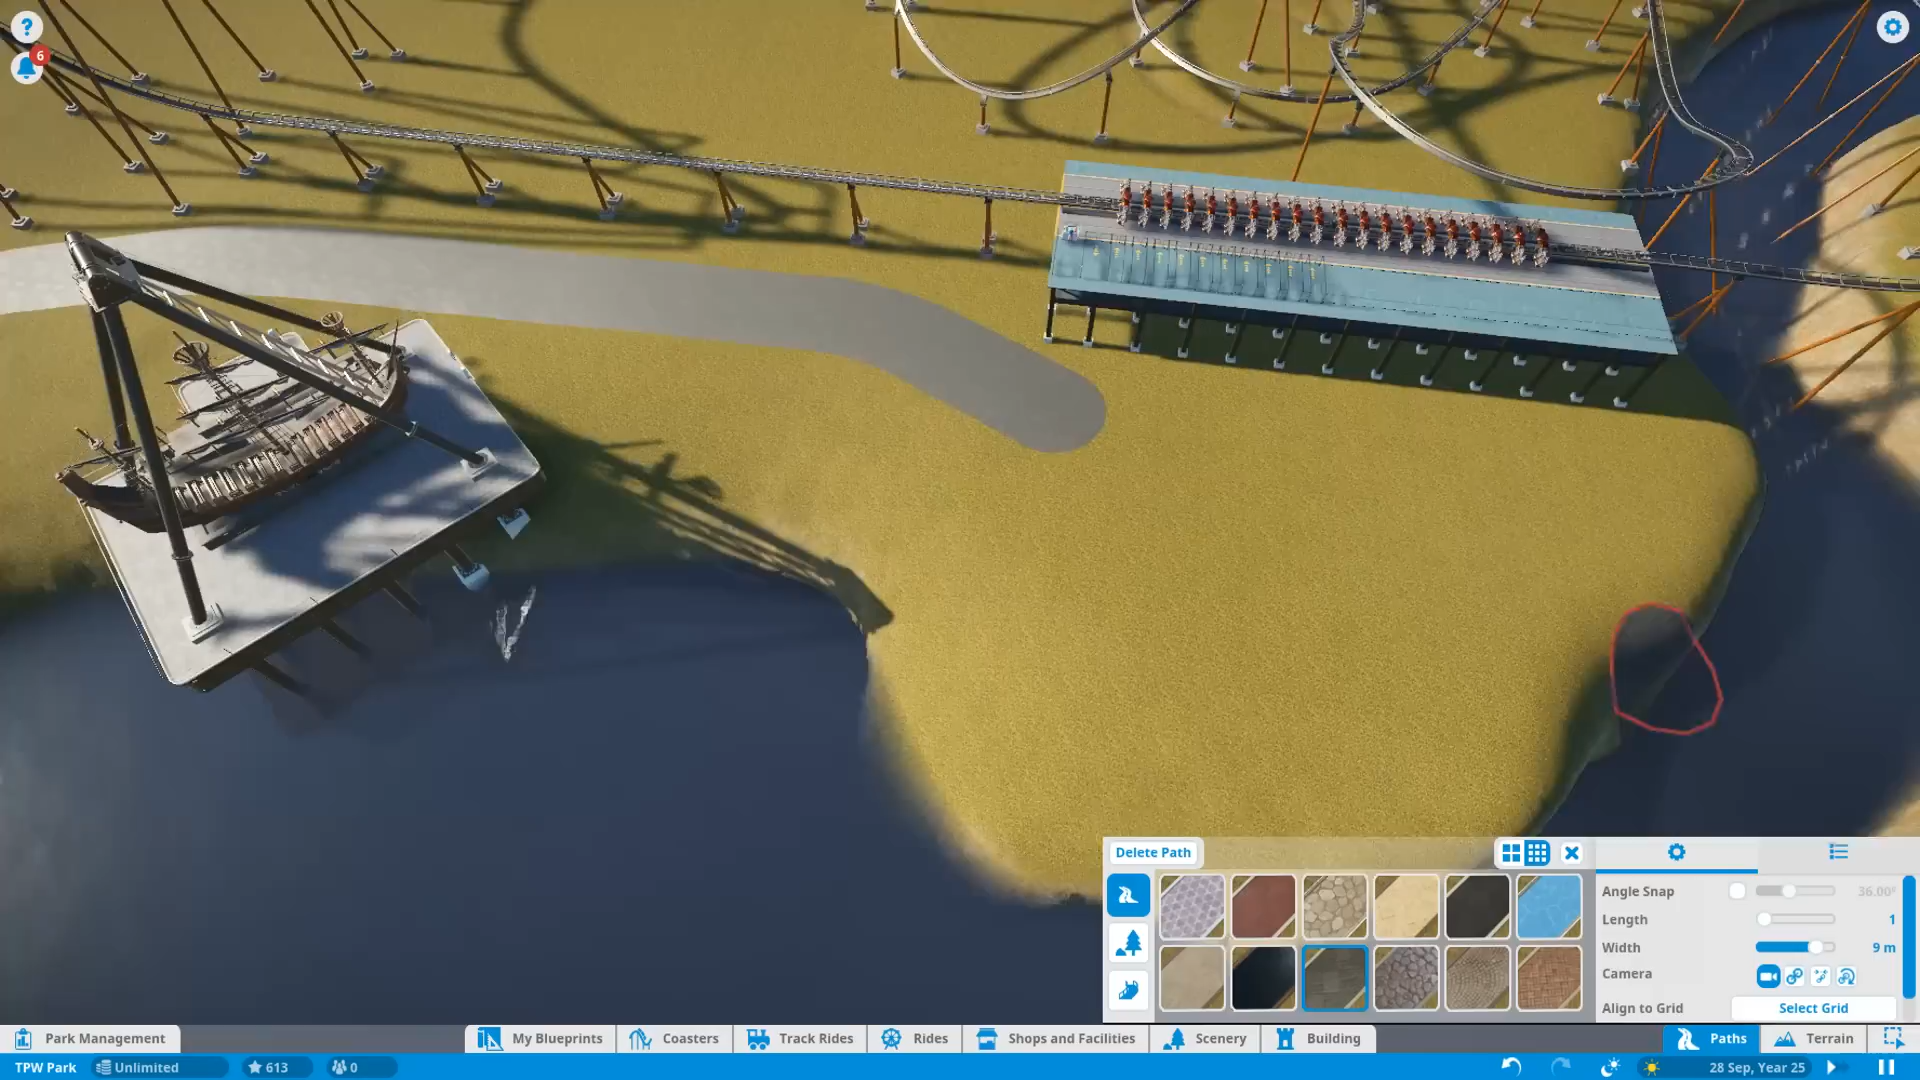 ?
6
Delete Path
Angle Snap
36.00°
Length
1
Width
9 m
Camera
Align to Grid
Select Grid
Park Management
My Blueprints
Coasters
Track Rides
Rides
Shops and Facilities
Scenery
Building
Paths
Terrain
TPW Park
Unlimited
613
0
28 Sep, Year 25